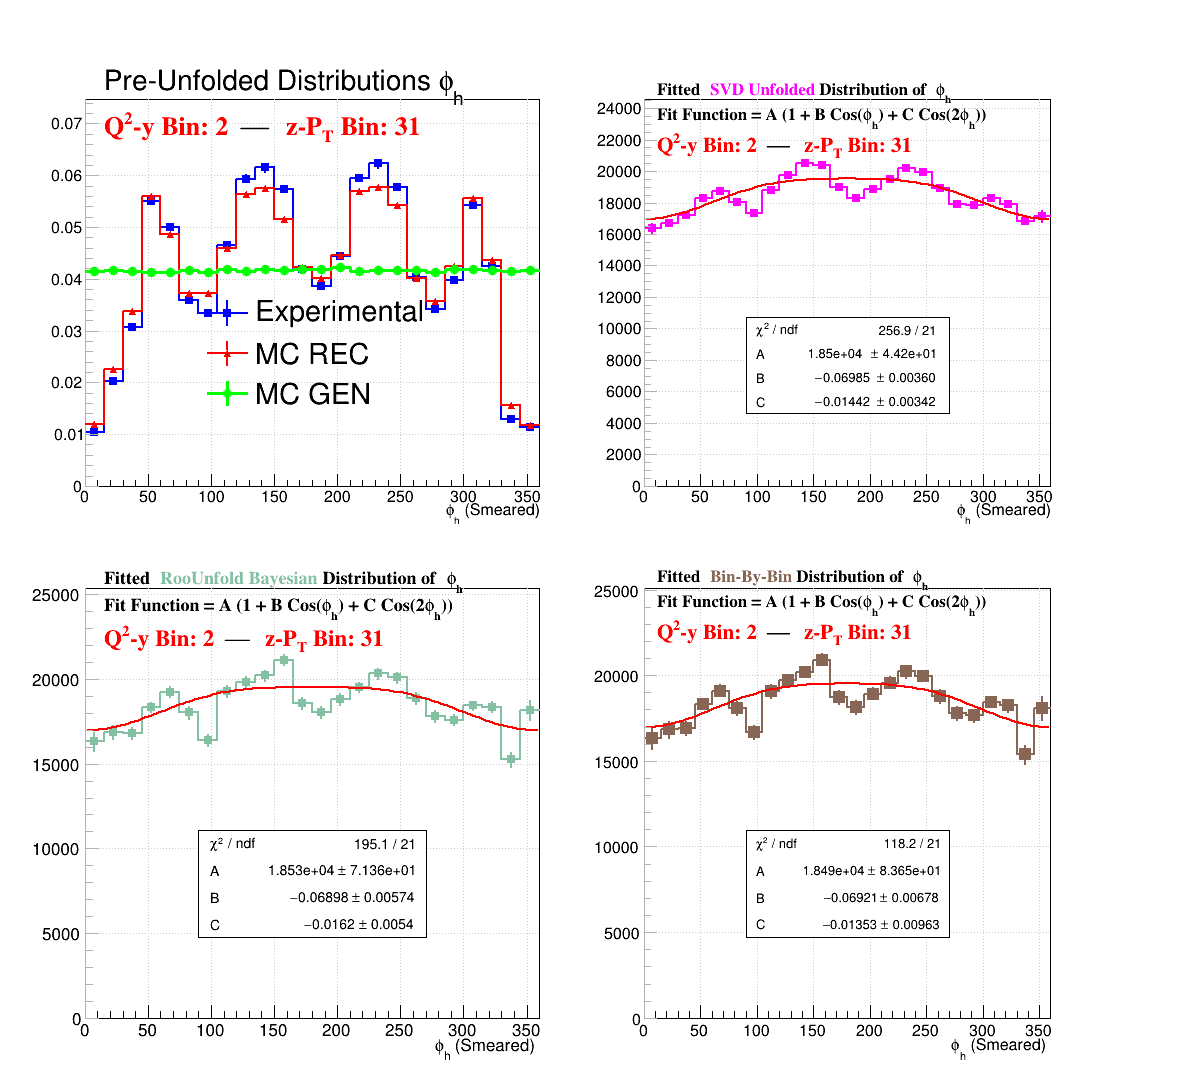 Pre-Unfolded Distributions ϕh
Q²-y Bin: 2 — z-PT Bin: 31
0.07
0.06
0.05
0.04
0.03
0.02
0.01
0
Experimental
MC REC
MC GEN
0 50 100 150 200 250 300 350
ϕh (Smeared)
Fitted SVD Unfolded Distribution of ϕh
Fit Function = A (1 + B Cos(ϕh) + C Cos(2ϕh))
Q²-y Bin: 2 — z-PT Bin: 31
24000
22000
20000
18000
16000
14000
12000
10000
8000
6000
4000
2000
0
χ² / ndf 256.9 / 21
A 1.85e+04 ± 4.42e+01
B −0.06985 ± 0.00360
C −0.01442 ± 0.00342
0 50 100 150 200 250 300 350
ϕh (Smeared)
Fitted RooUnfold Bayesian Distribution of ϕh
Fit Function = A (1 + B Cos(ϕh) + C Cos(2ϕh))
Q²-y Bin: 2 — z-PT Bin: 31
25000
20000
15000
10000
5000
0
χ² / ndf 195.1 / 21
A 1.853e+04 ± 7.136e+01
B −0.06898 ± 0.00574
C −0.0162 ± 0.0054
0 50 100 150 200 250 300 350
ϕh (Smeared)
Fitted Bin-By-Bin Distribution of ϕh
Fit Function = A (1 + B Cos(ϕh) + C Cos(2ϕh))
Q²-y Bin: 2 — z-PT Bin: 31
25000
20000
15000
10000
5000
0
χ² / ndf 118.2 / 21
A 1.849e+04 ± 8.365e+01
B −0.06921 ± 0.00678
C −0.01353 ± 0.00963
0 50 100 150 200 250 300 350
ϕh (Smeared)